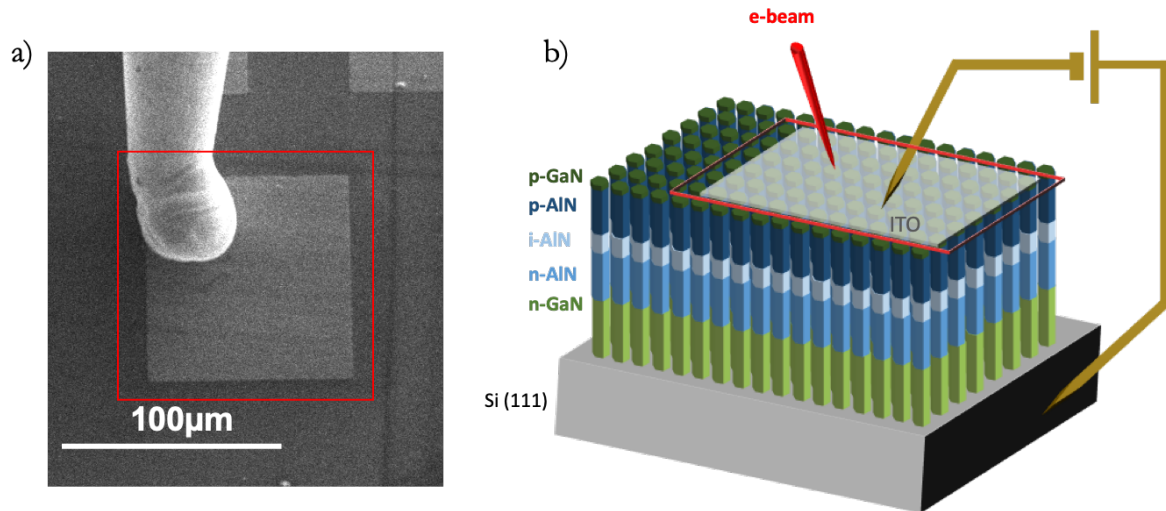 a)
100μm
b)
e-beam
p-GaN
p-AlN
i-AlN
n-AlN
n-GaN
ITO
Si (111)